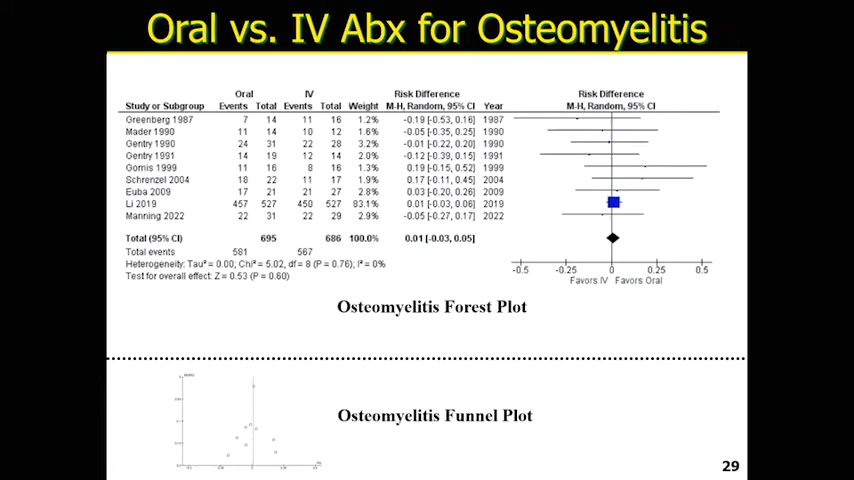 Oral vs. IV Abx for Osteomyelitis
Oral IV Risk Difference Risk Difference
Study or Subgroup Events Total Events Total Weight M-H, Random, 95% CI Year M-H, Random, 95% CI
Greenberg 1987 7 14 11 16 1.2% -0.19 [-0.53, 0.16] 1987
Mader 1990 11 14 10 12 1.6% -0.05 [-0.35, 0.25] 1990
Gentry 1990 24 31 22 28 3.3% -0.01 [-0.22, 0.20] 1990
Gentry 1991 14 19 12 14 2.0% -0.12 [-0.39, 0.15] 1991
Gomis 1999 11 16 8 16 1.2% 0.19 [-0.15, 0.52] 1999
Schrenzel 2004 18 22 11 17 1.7% 0.17 [-0.11, 0.45] 2004
Euba 2009 17 21 21 27 2.8% 0.03 [-0.20, 0.26] 2009
Li 2019 457 527 450 527 83.1% 0.01 [-0.03, 0.06] 2019
Manning 2022 22 31 22 29 2.9% -0.05 [-0.27, 0.17] 2022
Total (95% CI) 695 686 100.0% 0.01 [-0.03, 0.05]
Total events 581 567
Heterogeneity: Tau² = 0.00; Chi² = 5.02, df = 8 (P = 0.76); I² = 0%
Test for overall effect: Z = 0.53 (P = 0.60)
-0.5 -0.25 0 0.25 0.5
Favors IV Favors Oral
Osteomyelitis Forest Plot
Osteomyelitis Funnel Plot
29